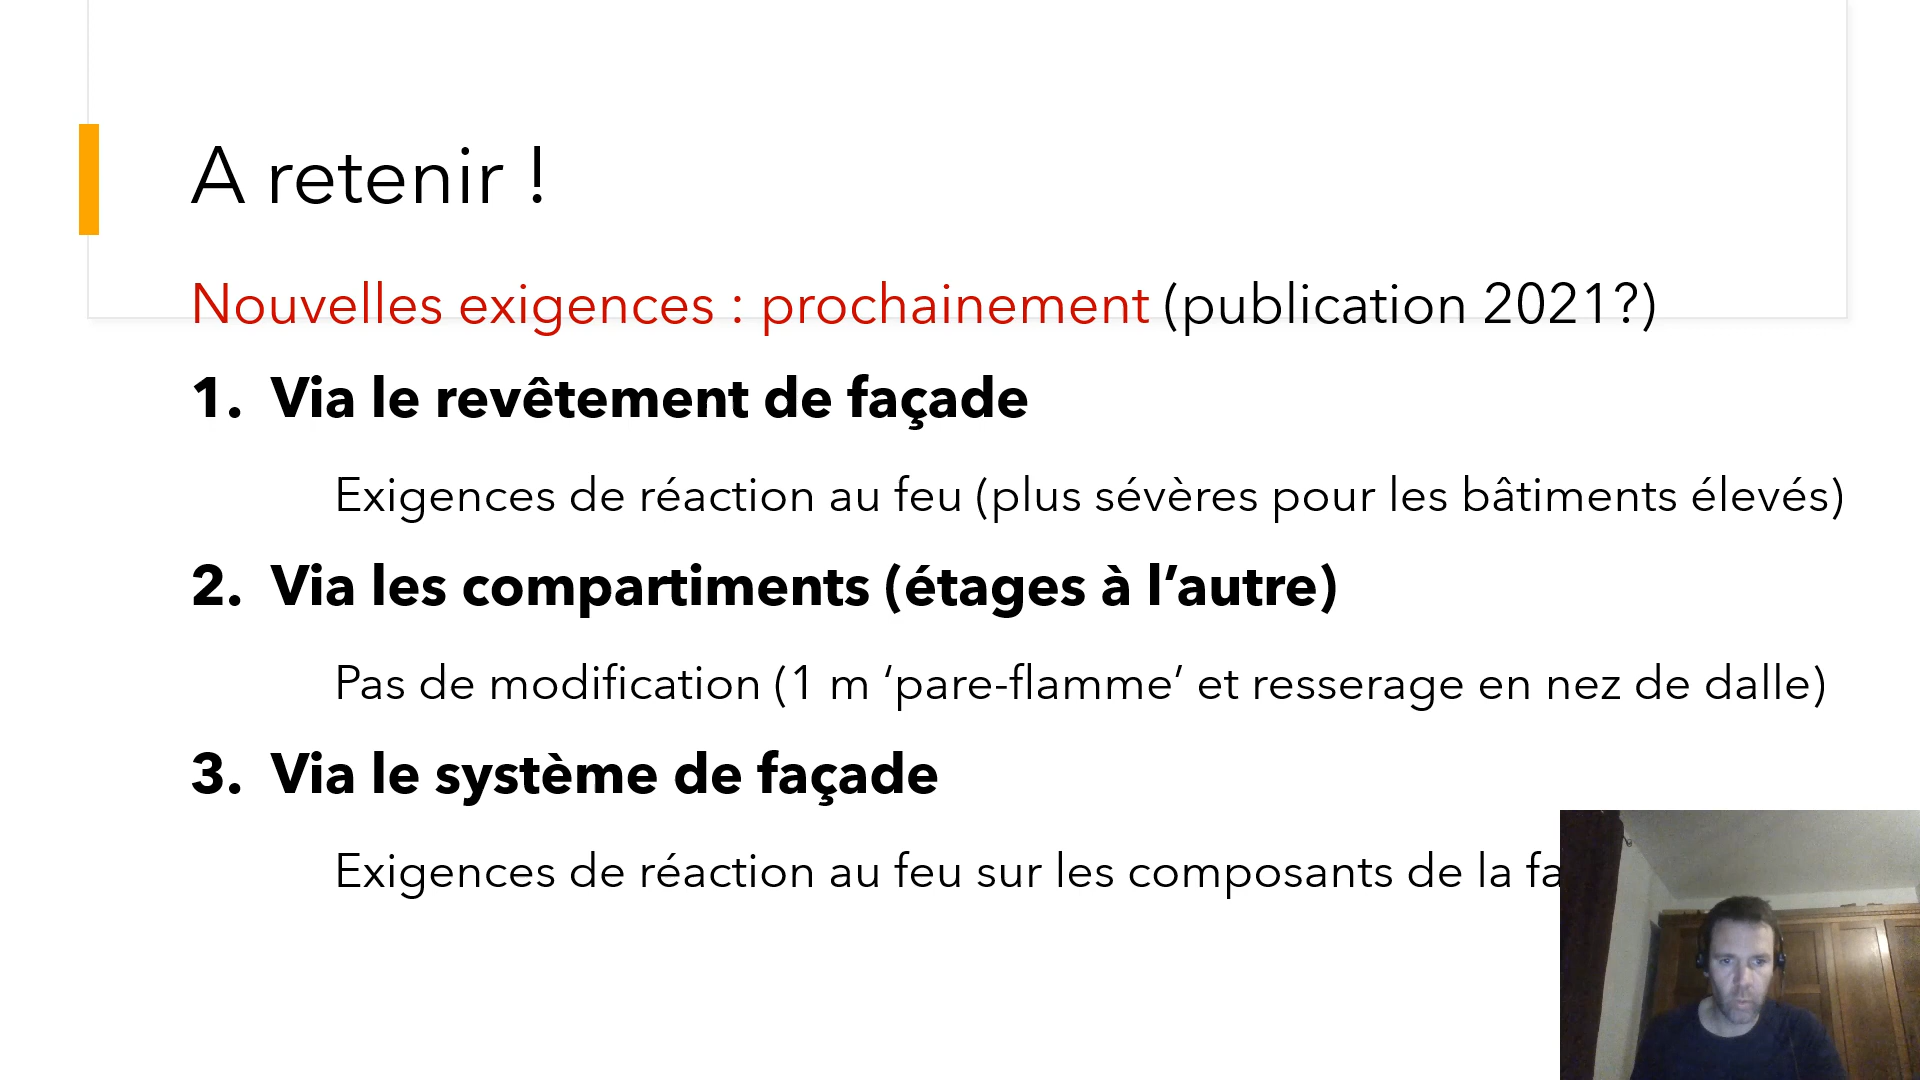 A retenir !
Nouvelles exigences : prochainement (publication 2021?)
1. Via le revêtement de façade
Exigences de réaction au feu (plus sévères pour les bâtiments élevés)
2. Via les compartiments (étages à l’autre)
Pas de modification (1 m ‘pare-flamme’ et resserage en nez de dalle)
3. Via le système de façade
Exigences de réaction au feu sur les composants de la